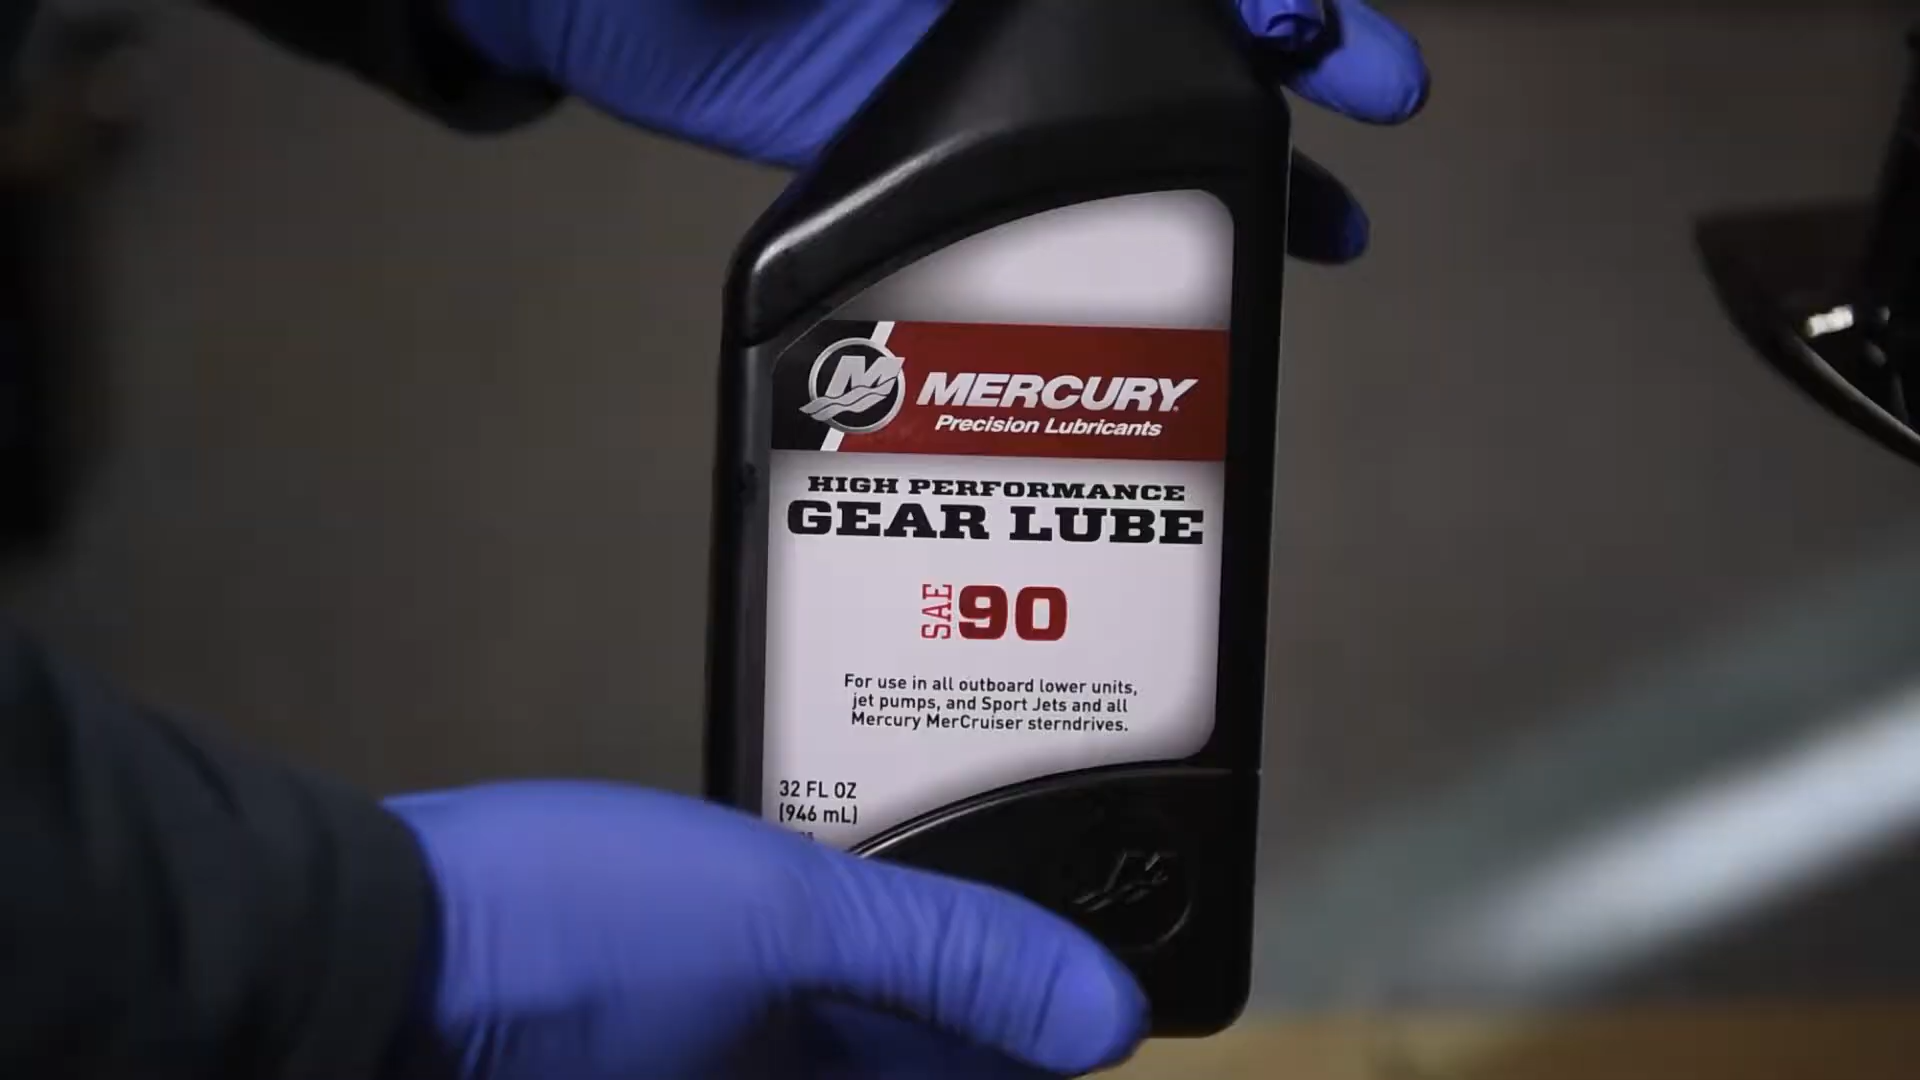 MERCURY
Precision Lubricants
HIGH PERFORMANCE
GEAR LUBE
SAE 90
For use in all outboard lower units,
jet pumps, and Sport Jets and all
Mercury MerCruiser sterndrives.
32 FL OZ
(946 mL)